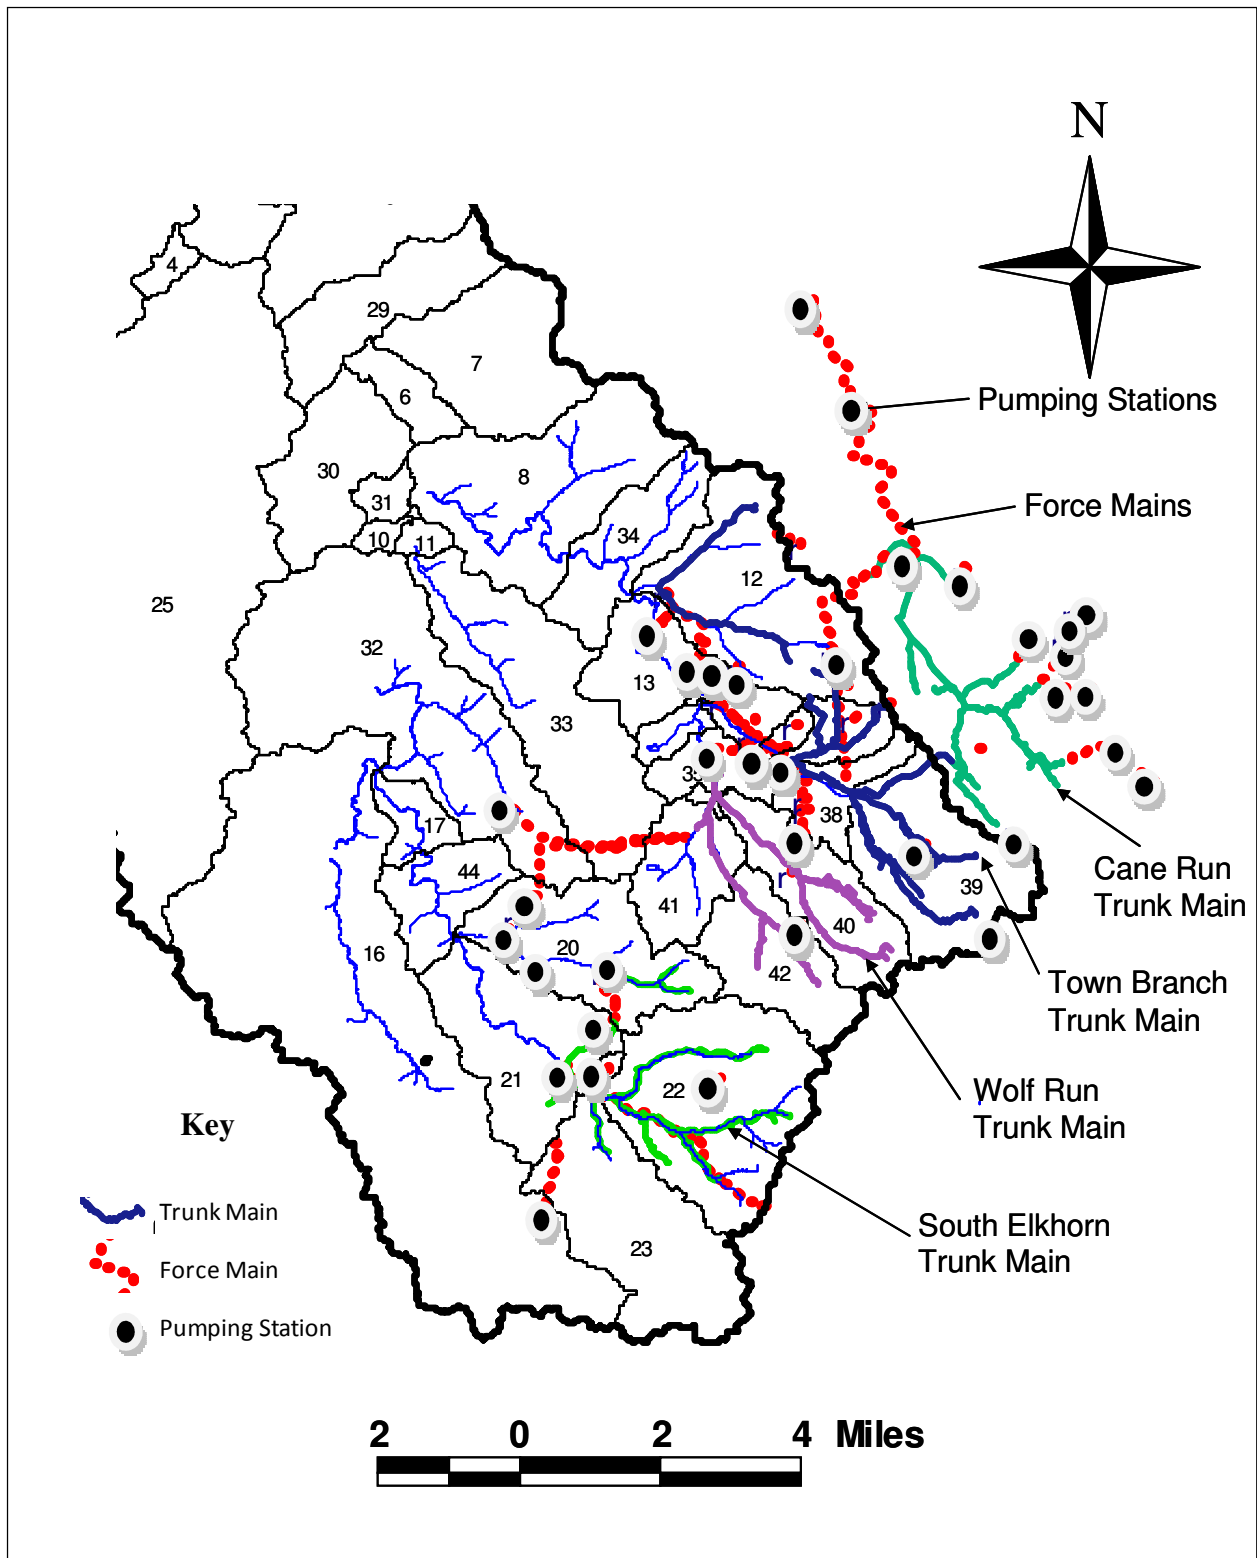 N
4
29
7
6
Pumping Stations
30
8
31
Force Mains
10
11
34
12
25
32
13
33
35
38
17
Cane Run
Trunk Main
44
39
41
40
16
20
42
Town Branch
Trunk Main
21
22
Wolf Run
Trunk Main
Key
Trunk Main
South Elkhorn
Trunk Main
23
Force Main
Pumping Station
2 0 2 4 Miles